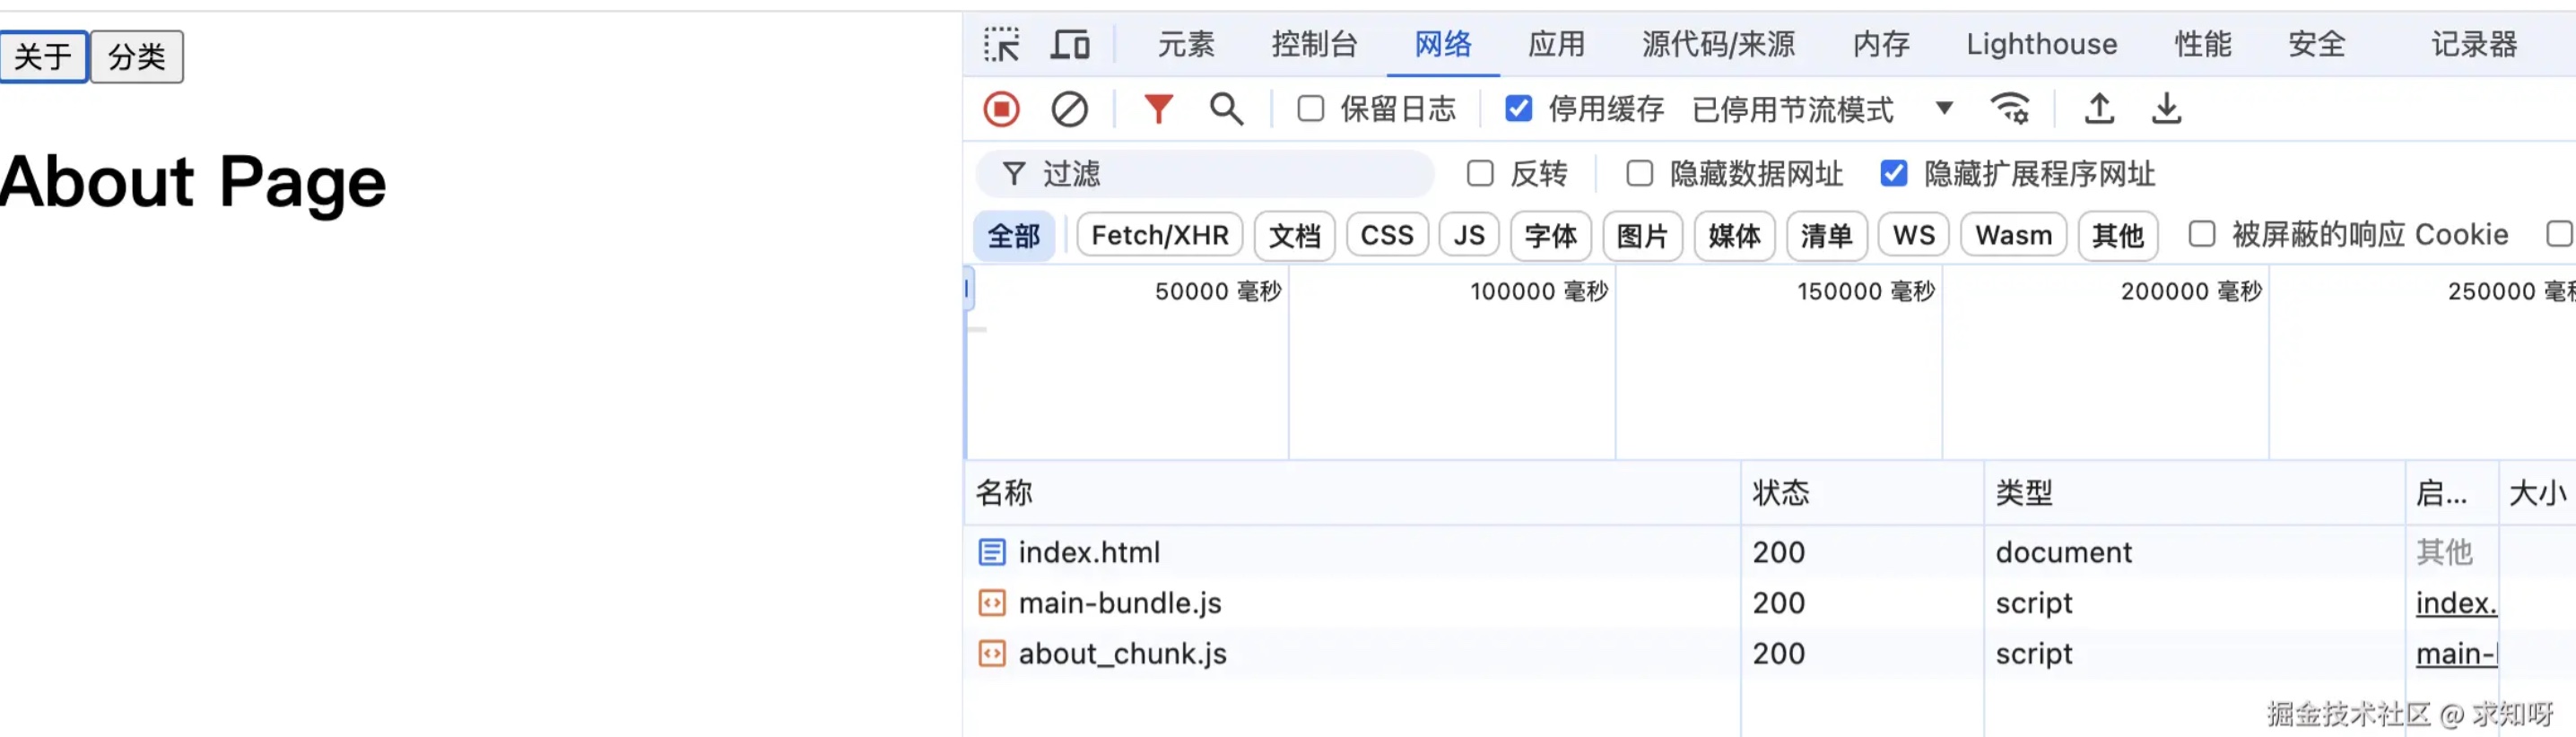 关于 分类
About Page
元素 控制台 网络 应用 源代码/来源 内存 Lighthouse 性能 安全 记录器
保留日志 停用缓存 已停用节流模式
过滤 反转 隐藏数据网址 隐藏扩展程序网址
全部 Fetch/XHR 文档 CSS JS 字体 图片 媒体 清单 WS Wasm 其他 被屏蔽的响应 Cookie
50000 毫秒 100000 毫秒 150000 毫秒 200000 毫秒 250000 毫
名称 状态 类型 启... 大小
index.html 200 document 其他
main-bundle.js 200 script index.
about_chunk.js 200 script main-
掘金技术社区 @ 求知呀